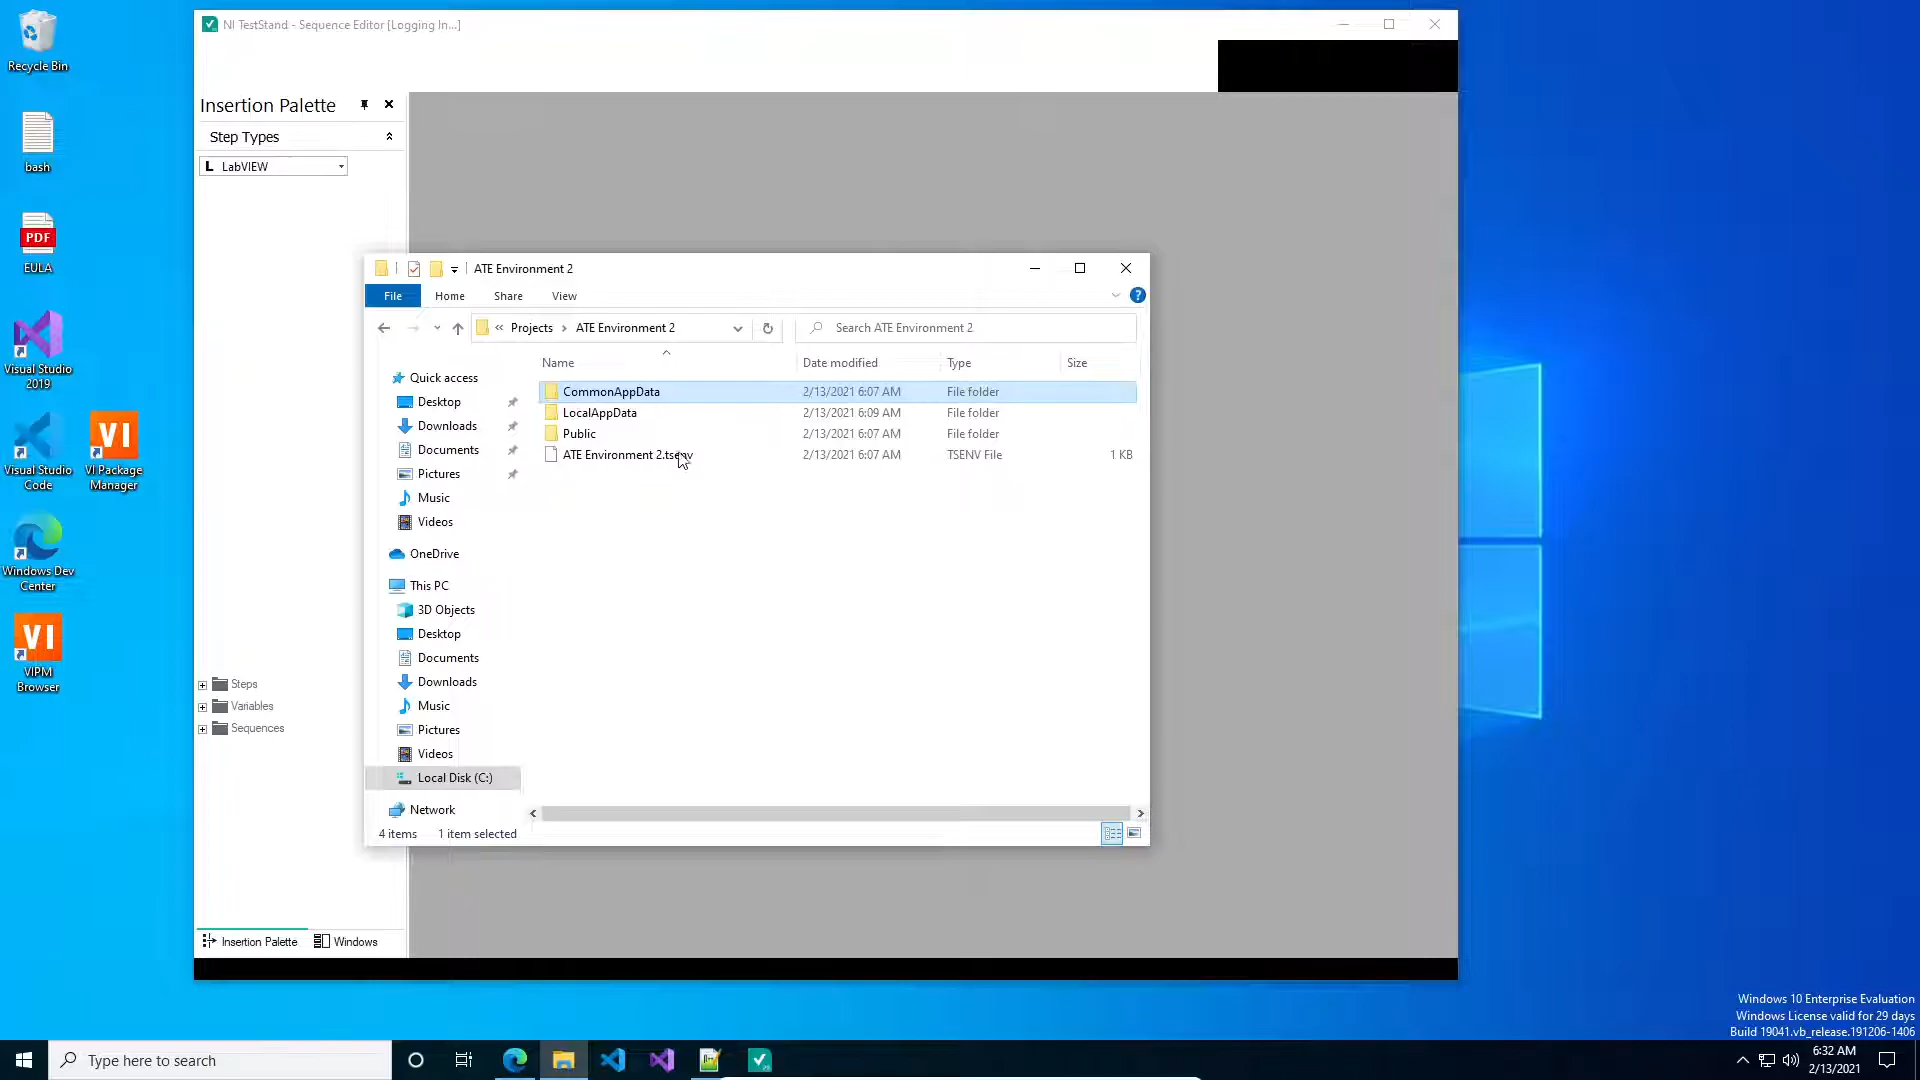 Recycle Bin
bash
PDF
EULA
Visual Studio
2019
Visual Studio
Code
VI
VI Package
Manager
Windows Dev
Center
VI
VIPM
Browser
NI TestStand - Sequence Editor [Logging In...]
Insertion Palette
Step Types
L LabVIEW
Steps
Variables
Sequences
Insertion Palette
Windows
ATE Environment 2
File Home Share View
« Projects › ATE Environment 2
Search ATE Environment 2
Name Date modified Type Size
Quick access
Desktop
Downloads
Documents
Pictures
Music
Videos
OneDrive
This PC
3D Objects
Desktop
Documents
Downloads
Music
Pictures
Videos
Local Disk (C:)
Network
CommonAppData 2/13/2021 6:07 AM File folder
LocalAppData 2/13/2021 6:09 AM File folder
Public 2/13/2021 6:07 AM File folder
ATE Environment 2.tsenv 2/13/2021 6:07 AM TSENV File 1 KB
4 items 1 item selected
Windows 10 Enterprise Evaluation
Windows License valid for 29 days
Build 19041.vb_release.191206-1406
Type here to search
6:32 AM
2/13/2021